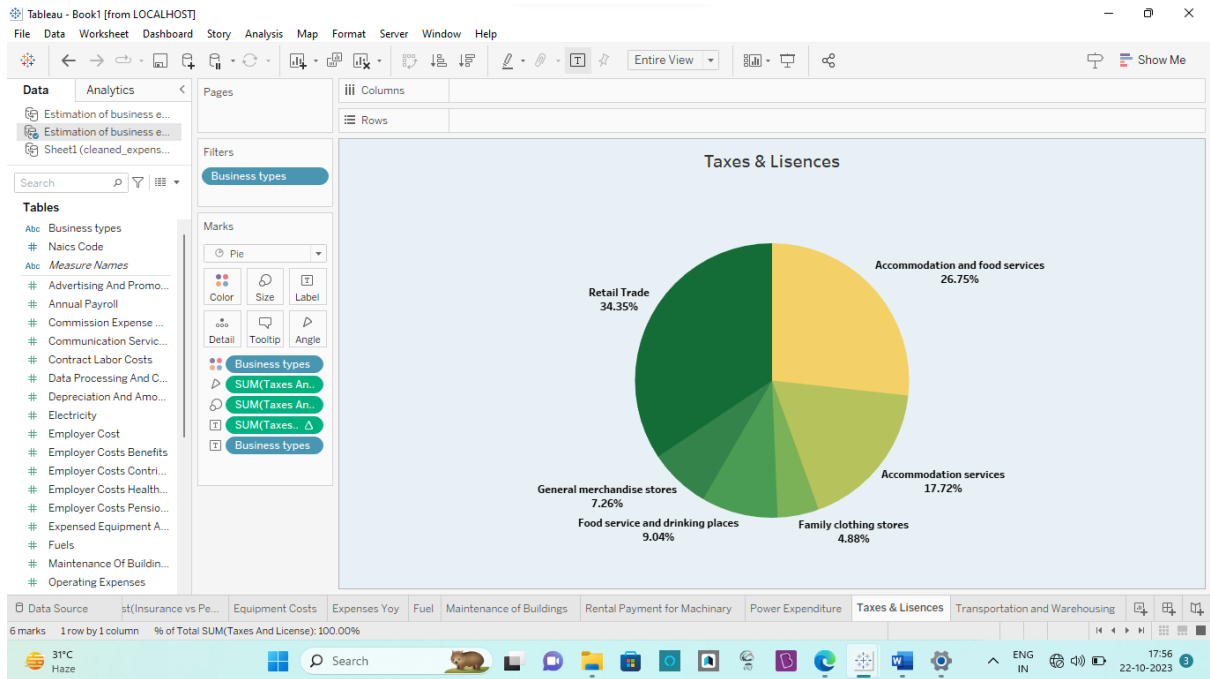 Tableau - Book1 [from LOCALHOST]
File Data Worksheet Dashboard Story Analysis Map Format Server Window Help
Entire View
Show Me
Data Analytics
Estimation of business e...
Estimation of business e...
Sheet1 (cleaned_expens...
Search
Tables
Abc Business types
# Naics Code
Abc Measure Names
# Advertising And Promo...
# Annual Payroll
# Commission Expense ...
# Communication Servic...
# Contract Labor Costs
# Data Processing And C...
# Depreciation And Amo...
# Electricity
# Employer Cost
# Employer Costs Benefits
# Employer Costs Contri...
# Employer Costs Health...
# Employer Costs Pensio...
# Expensed Equipment A...
# Fuels
# Maintenance Of Buildin...
# Operating Expenses
Pages
Filters
Business types
Marks
Pie
Color Size Label
Detail Tooltip Angle
Business types
SUM(Taxes An..
SUM(Taxes An..
SUM(Taxes.. Δ
Business types
Columns
Rows
Taxes & Lisences
Accommodation and food services
26.75%
Retail Trade
34.35%
Accommodation services
17.72%
General merchandise stores
7.26%
Food service and drinking places
9.04%
Family clothing stores
4.88%
Data Source st(Insurance vs Pe... Equipment Costs Expenses Yoy Fuel Maintenance of Buildings Rental Payment for Machinary Power Expenditure Taxes & Lisences Transportation and Warehousing
6 marks 1 row by 1 column % of Total SUM(Taxes And License): 100.00%
31°C
Haze
Search
ENG
IN
17:56
22-10-2023
3